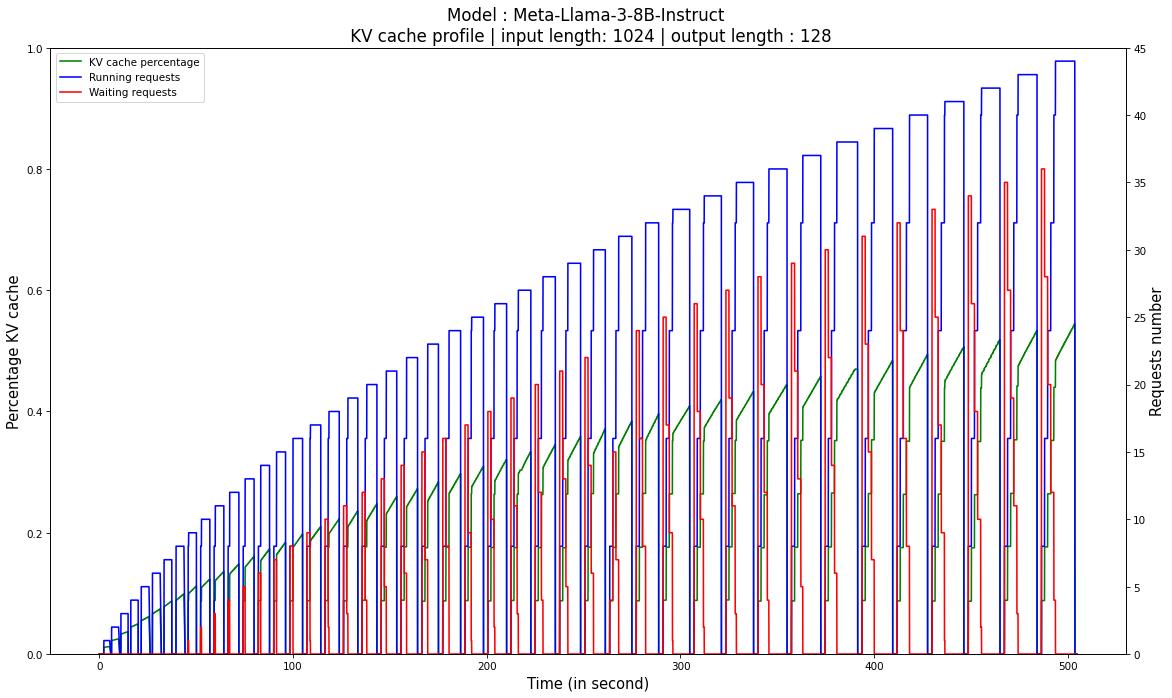 Model : Meta-Llama-3-8B-Instruct
KV cache profile | input length: 1024 | output length : 128
KV cache percentage
Running requests
Waiting requests
Percentage KV cache
1.0
0.8
0.6
0.4
0.2
0.0
0
100
200
300
400
500
Time (in second)
45
40
35
30
25
20
15
10
5
0
Requests number